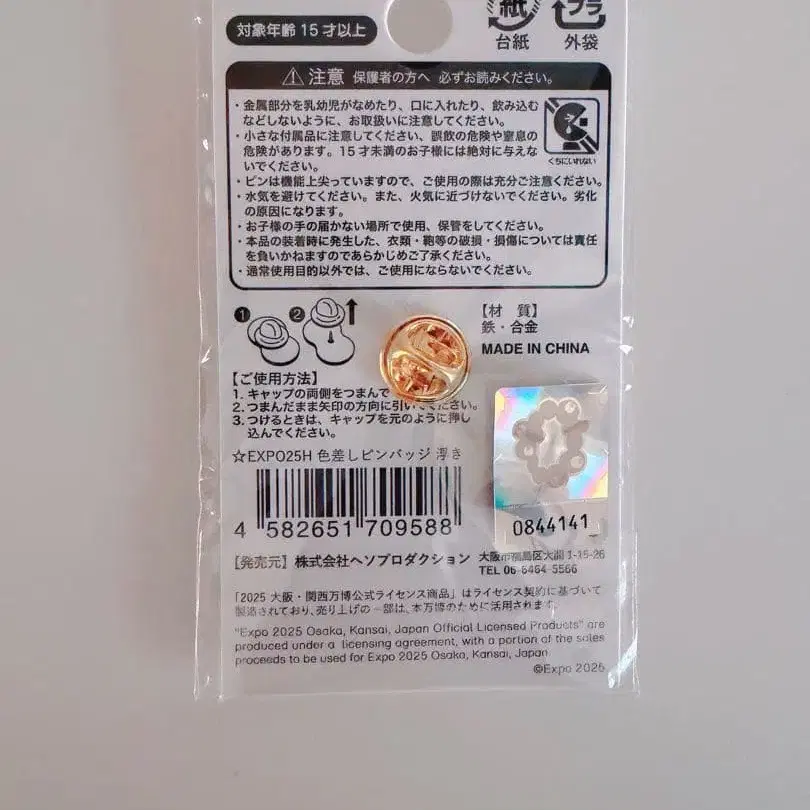 対象年齢 15才以上
紙
台紙
プラ
外袋
⚠注意 保護者の方へ 必ずお読みください。
・金属部分を乳幼児がなめたり、口に入れたり、飲み込む
などしないように、お取扱いに注意してください。
・小さな付属品に注意してください、誤飲の危険や窒息の
危険があります。15才未満のお子様には絶対に与えな
いでください。
くちにいれない
・ピンは機能上尖っていますので、ご使用の際は充分ご注意ください。
・水気を避けてください。また、火気に近づけないでください。劣化
の原因になります。
・お子様の手の届かない場所で使用、保管をしてください。
・本品の装着時に発生した、衣類・鞄等の破損・損傷については責任
を負いかねますのであらかじめご了承ください。
・通常使用目的以外では、ご使用にならないでください。
1 2
【材 質】
鉄・合金
MADE IN CHINA
【ご使用方法】
1. キャップの両側をつまんで
2. つまんだまま矢印の方向に引いてください。
3. つけるときは、キャップを元のように押し
込んでください。
☆EXPO25H 色差しピンバッジ 浮き
4 582651 709588
0844141
【発売元】株式会社ヘソプロダクション
大阪市福島区大開 1-15-26
TEL 06-6464-5566
「2025 大阪・関西万博公式ライセンス商品」はライセンス契約に基づいて
製造されており、売り上げの一部は、本万博のために活用されます。
"Expo 2025 Osaka, Kansai, Japan Official Licensed Products" are
produced under a licensing agreement, with a portion of the sales
proceeds to be used for Expo 2025 Osaka, Kansai, Japan.
©Expo 2025